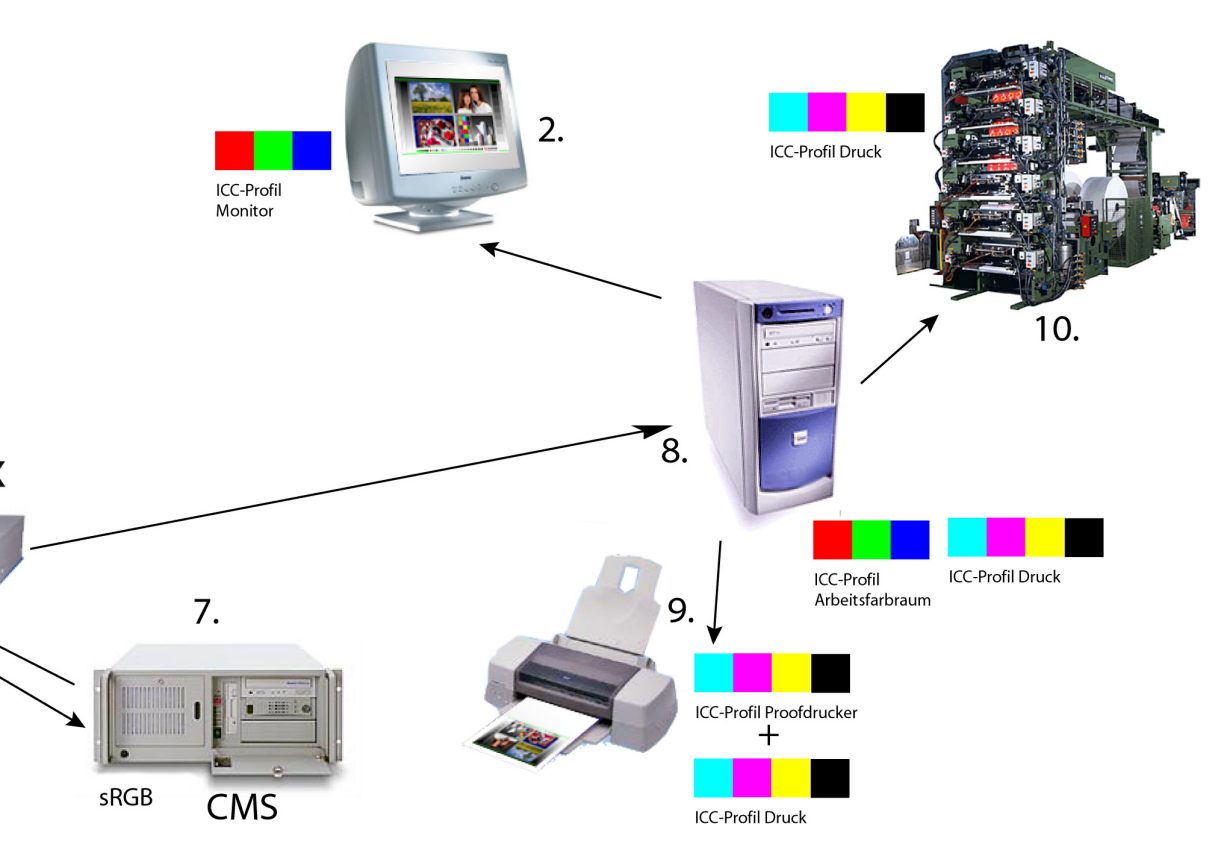 2.
ICC-Profil
Monitor
ICC-Profil Druck
10.
8.
ICC-Profil
Arbeitsfarbraum
ICC-Profil Druck
7.
sRGB
CMS
9.
ICC-Profil Proofdrucker
+
ICC-Profil Druck